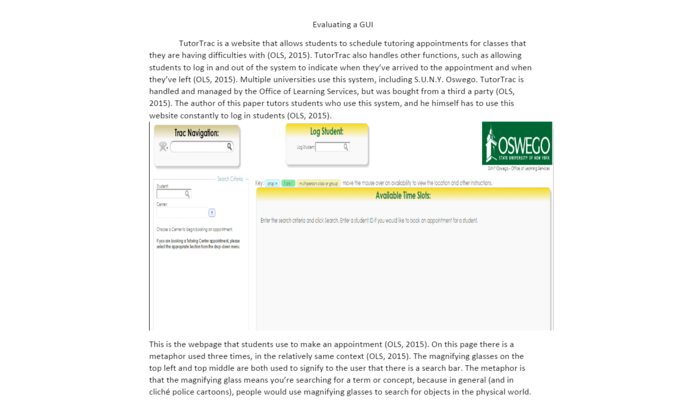 Evaluating a GUI
TutorTrac is a website that allows students to schedule tutoring appointments for classes that
they are having difficulties with (OLS, 2015). TutorTrac also handles other functions, such as allowing
students to log in and out of the system to indicate when they've arrived to the appointment and when
they've left (OLS, 2015). Multiple universities use this system, including S.U.N.Y. Oswego. TutorTrac is
handled and managed by the Office of Learning Services, but was bought from a third a party (OLS,
2015). The author of this paper tutors students who use this system, and he himself has to use this
website constantly to log in students (OLS, 2015).
Trac Navigation:
Log Student:
Log Student:
OSWEGO
STATE UNIVERSITY OF NEW YORK
SUNY Oswego - Office of Learning Services
Search Criteria
Student:
Center:
Choose a Center to begin booking an appointment.
If you are booking a Tutoring Center appointment, please
select the appropriate Section from the drop down menu.
Key: drop in 1-on-1 multi-person class or group move the mouse over an availability to view the location and other instructions.
Available Time Slots:
Enter the search criteria and click Search. Enter a student ID if you would like to book an appointment for a student.
This is the webpage that students use to make an appointment (OLS, 2015). On this page there is a
metaphor used three times, in the relatively same context (OLS, 2015). The magnifying glasses on the
top left and top middle are both used to signify to the user that there is a search bar. The metaphor is
that the magnifying glass means you're searching for a term or concept, because in general (and in
cliché police cartoons), people would use magnifying glasses to search for objects in the physical world.